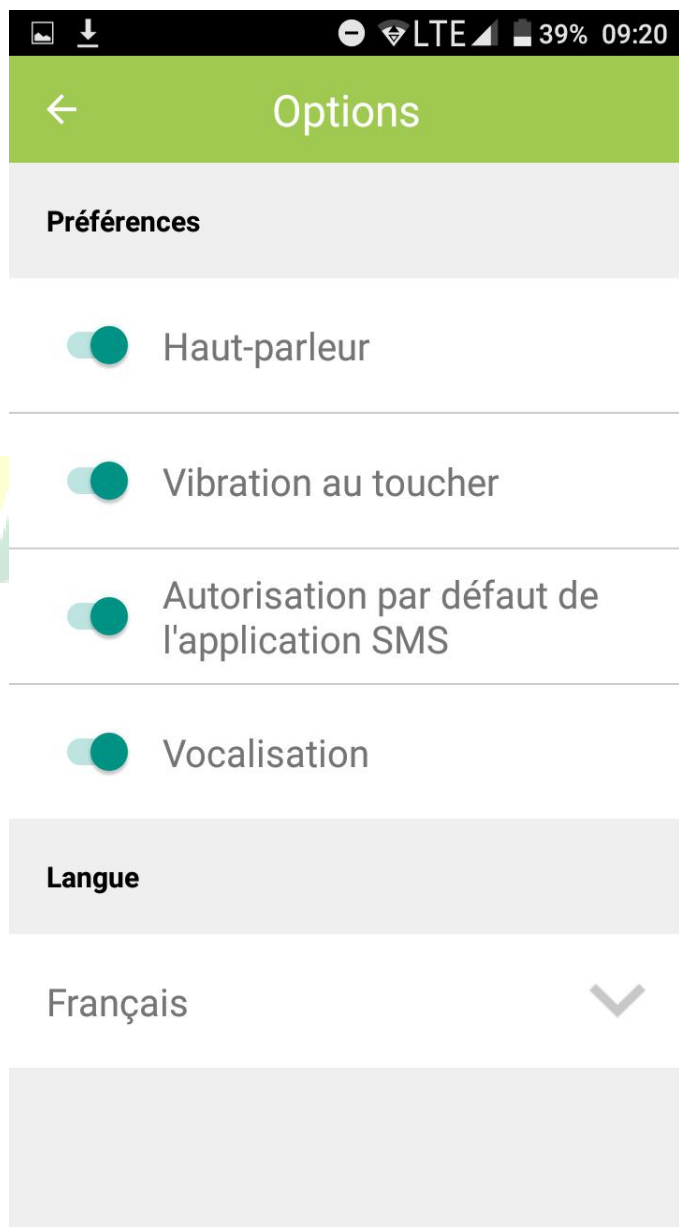 LTE 39% 09:20
Options
Préférences
Haut-parleur
Vibration au toucher
Autorisation par défaut de
l'application SMS
Vocalisation
Langue
Français